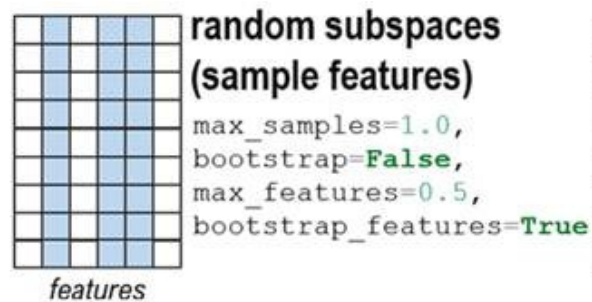 random subspaces
(sample features)
max_samples=1.0,
bootstrap=False,
max_features=0.5,
bootstrap_features=True
features